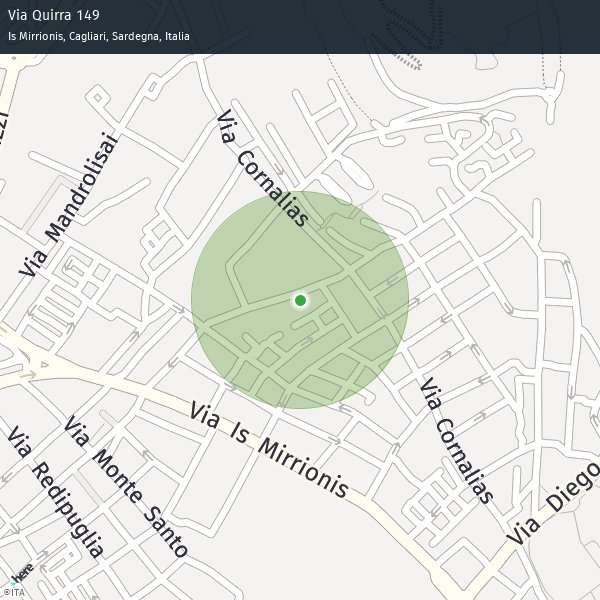 Via Quirra 149
Is Mirrionis, Cagliari, Sardegna, Italia
Via Cornalias
Via Mandrolisai
Via Is Mirrionis
Via Cornalias
Via Monte Santo
Via Redipuglia
Via Diego
here
©ITA